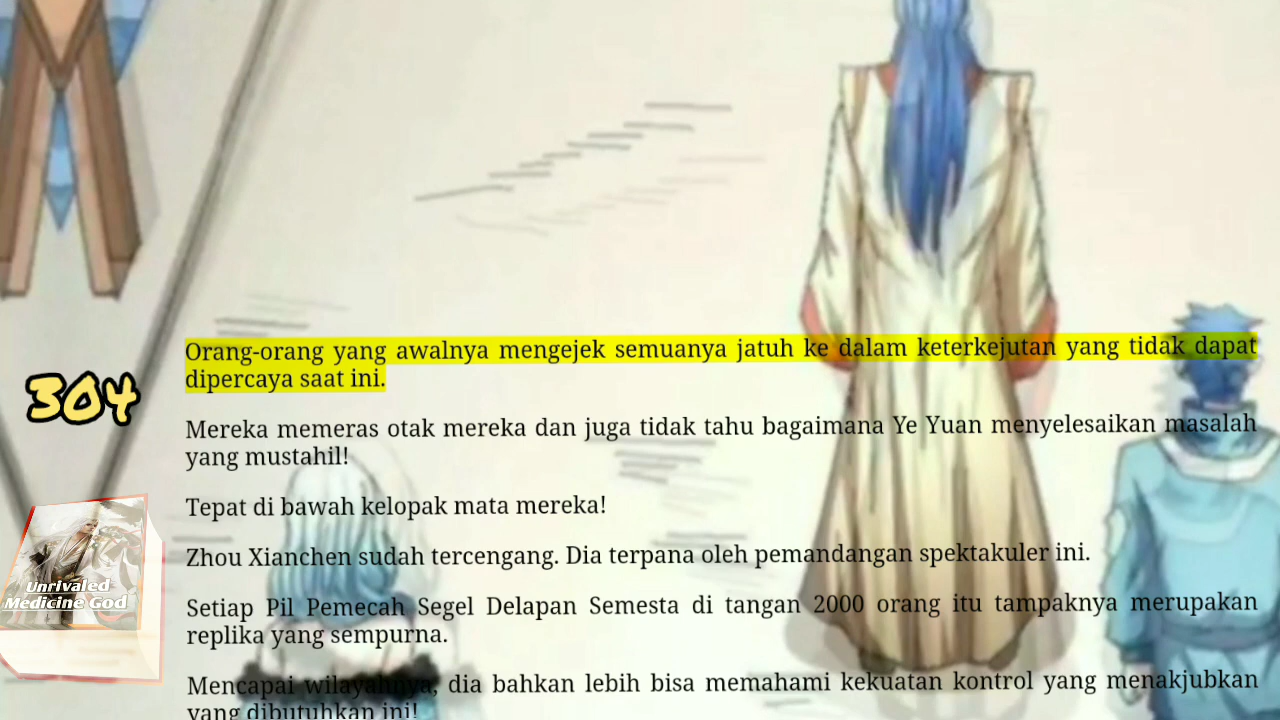 Orang-orang yang awalnya mengejek semuanya jatuh ke dalam keterkejutan yang tidak dapat
dipercaya saat ini.
304
Mereka memeras otak mereka dan juga tidak tahu bagaimana Ye Yuan menyelesaikan masalah
yang mustahil!
Tepat di bawah kelopak mata mereka!
Zhou Xianchen sudah tercengang. Dia terpana oleh pemandangan spektakuler ini.
Setiap Pil Pemecah Segel Delapan Semesta di tangan 2000 orang itu tampaknya merupakan
replika yang sempurna.
Unrivaled
Medicine God
Mencapai wilayahnya, dia bahkan lebih bisa memahami kekuatan kontrol yang menakjubkan
yang dibutuhkan ini!